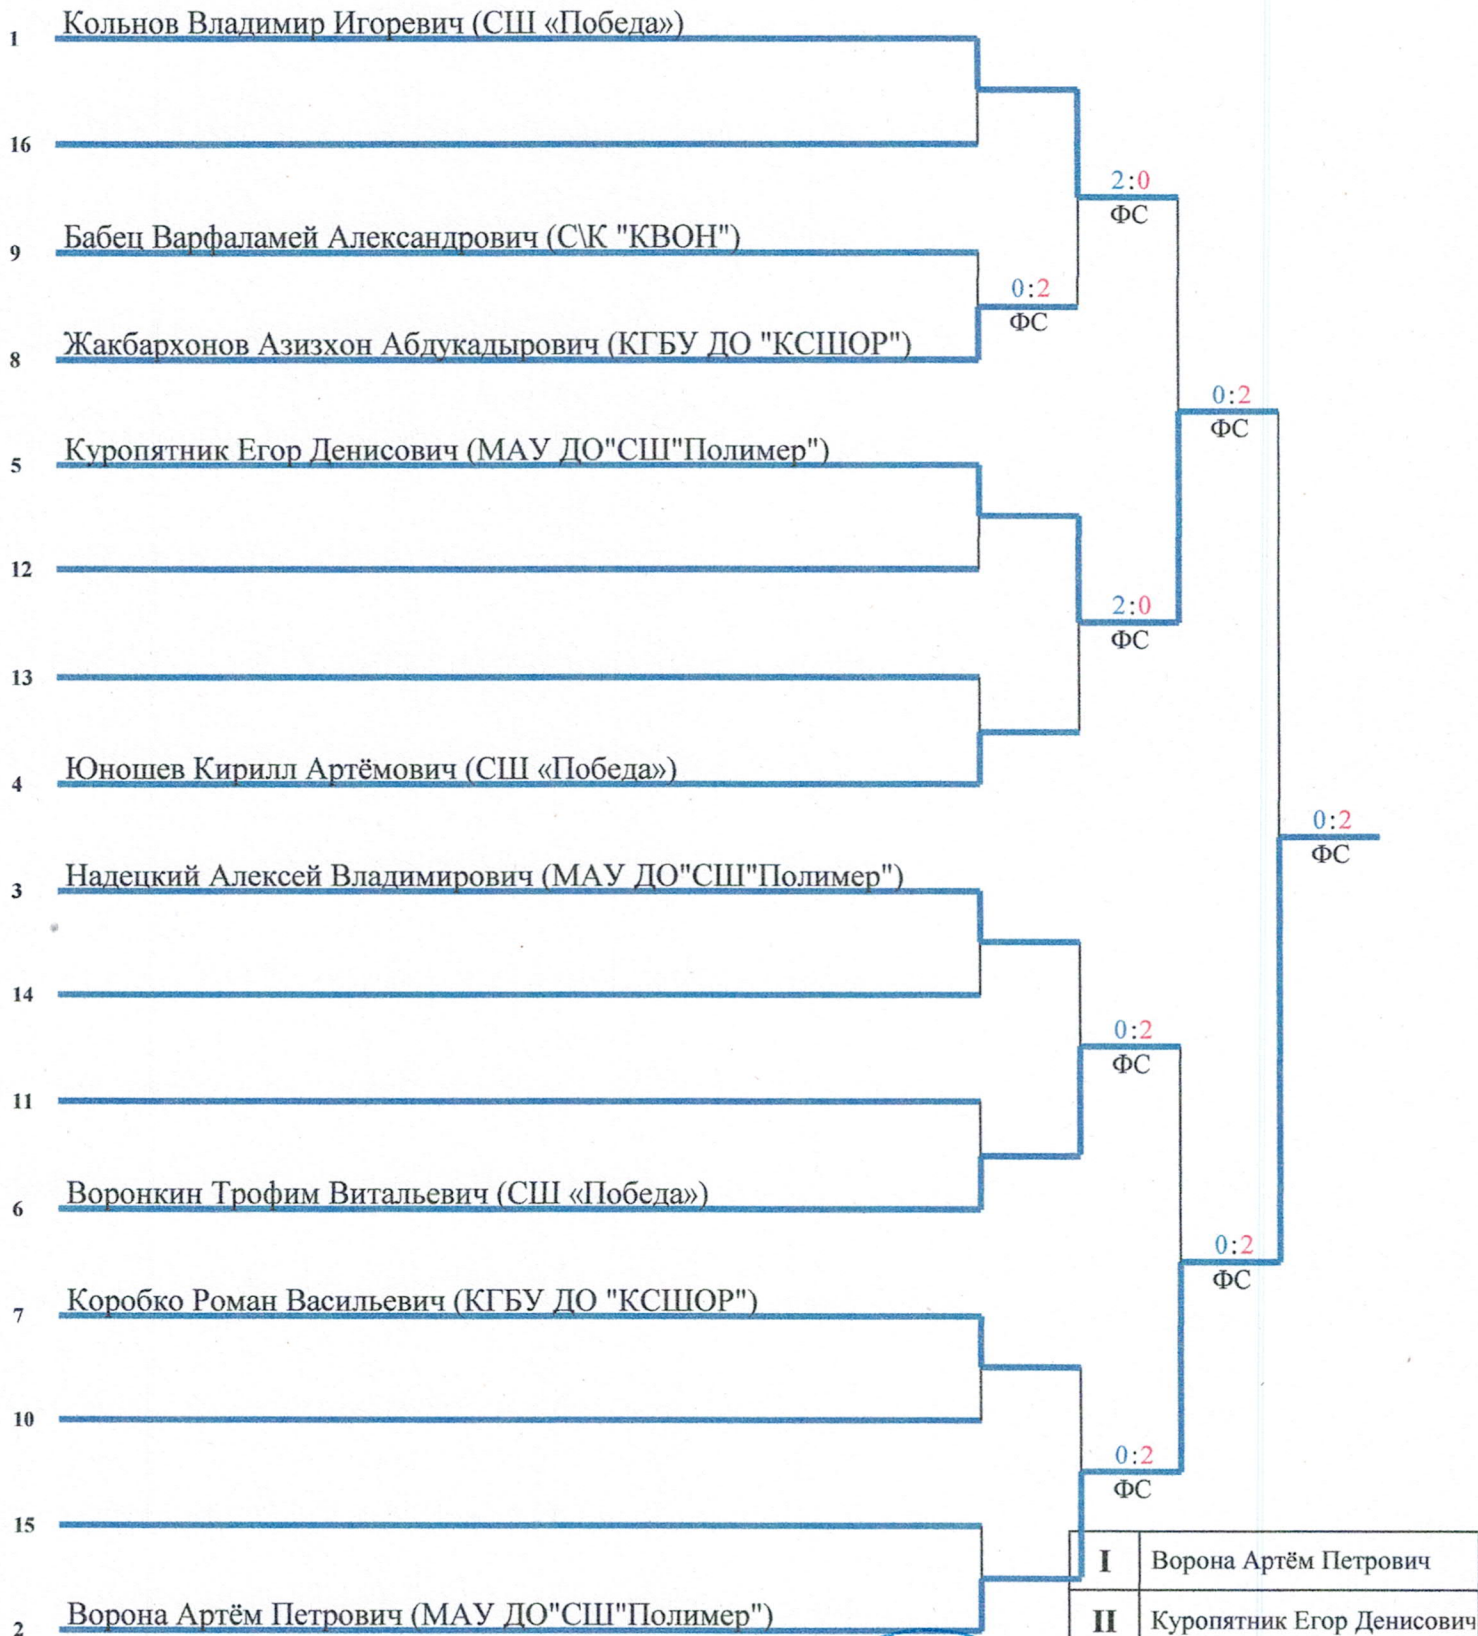 Кольнов Владимир Игоревич (СШ «Победа»)
1
16
2:0
ФС
Бабец Варфаламей Александрович (С\К "КВОН")
9
0:2
ФС
Жакбархонов Азизхон Абдукадырович (КГБУ ДО "КСШОР")
8
0:2
ФС
Куропятник Егор Денисович (МАУ ДО"СШ"Полимер")
5
12
2:0
ФС
13
Юношев Кирилл Артёмович (СШ «Победа»)
4
0:2
ФС
Надецкий Алексей Владимирович (МАУ ДО"СШ"Полимер")
3
14
0:2
ФС
11
Воронкин Трофим Витальевич (СШ «Победа»)
6
0:2
ФС
Коробко Роман Васильевич (КГБУ ДО "КСШОР")
7
10
0:2
ФС
15
I Ворона Артём Петрович
Ворона Артём Петрович (МАУ ДО"СШ"Полимер")
2
II Куропятник Егор Денисович